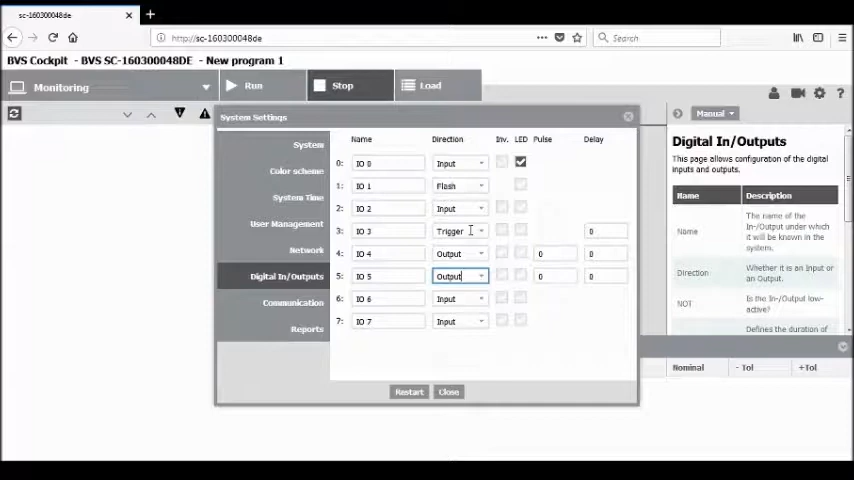 sc-160300048de
http://sc-160300048de
Search
BVS Cockpit - BVS SC-160300048DE - New program 1
Monitoring
Run
Stop
Load
System Settings
Manual
System
Color scheme
System Time
User Management
Network
Digital In/Outputs
Communication
Reports
Name Direction Inv. LED Pulse Delay
0: IO 0 Input
1: IO 1 Flash
2: IO 2 Input
3: IO 3 Trigger 0
4: IO 4 Output 0 0
5: IO 5 Output 0 0
6: IO 6 Input
7: IO 7 Input
Restart Close
Digital In/Outputs
This page allows configuration of the digital
inputs and outputs.
Name Description
Name The name of the
In-/Output under which
it will be known in the
system.
Direction Whether it is an Input or
an Output.
NOT Is the In-/Output low-
active?
Defines the duration of
Nominal - Tol +Tol